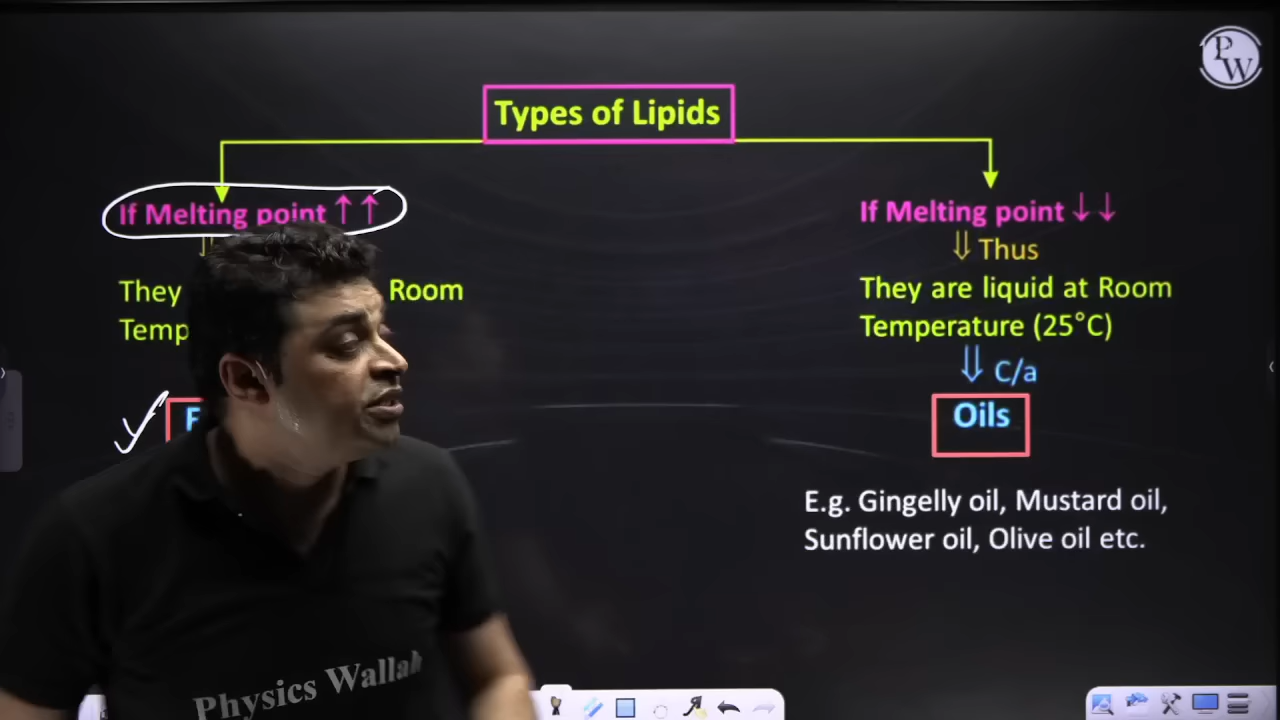 PW
Types of Lipids
If Melting point ↑↑
⇓
They Room
Temp
If Melting point ↓↓
⇓ Thus
They are liquid at Room
Temperature (25°C)
⇓ C/a
Oils
E.g. Gingelly oil, Mustard oil,
Sunflower oil, Olive oil etc.
Physics Wallah